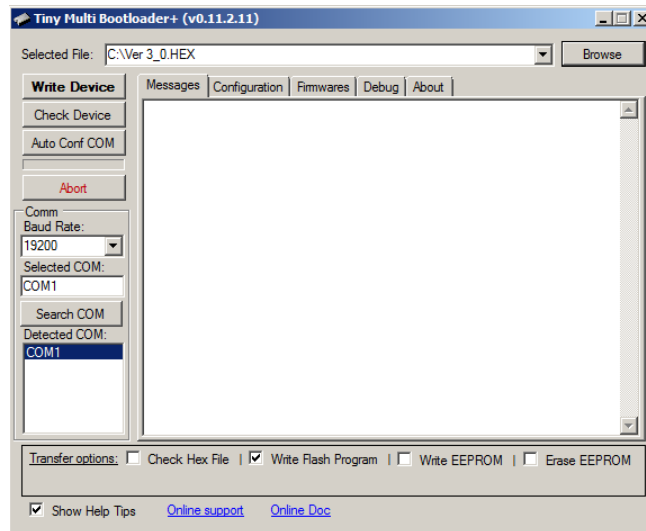 Tiny Multi Bootloader+ (v0.11.2.11)
Selected File: C:\Ver 3_0.HEX Browse
Write Device
Check Device
Auto Conf COM
Abort
Comm
Baud Rate:
19200
Selected COM:
COM1
Search COM
Detected COM:
COM1
Messages Configuration Firmwares Debug About
Transfer options: Check Hex File | Write Flash Program | Write EEPROM | Erase EEPROM
Show Help Tips Online support Online Doc